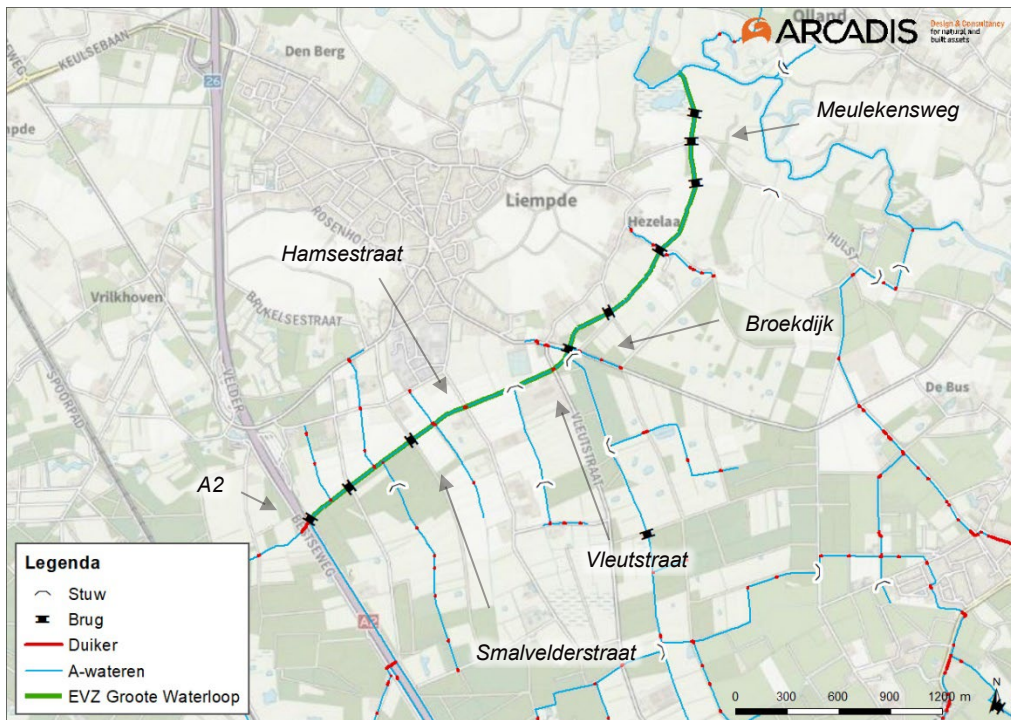 Olland
ARCADIS
Design & Consultancy
for natural and
built assets
KEULSEBAAN
Den Berg
26
Meulekensweg
Liempde
Hezelaa
Hamsestraat
HULST
Vrilkhoven
BRUKELSESTRAAT
Broekdijk
SPOORPAD
VELDER
De Bus
VLEUTSTRAAT
A2
Vleutstraat
A2
Smalvelderstraat
Legenda
Stuw
Brug
Duiker
A-wateren
EVZ Groote Waterloop
0 300 600 900 1200 m
N